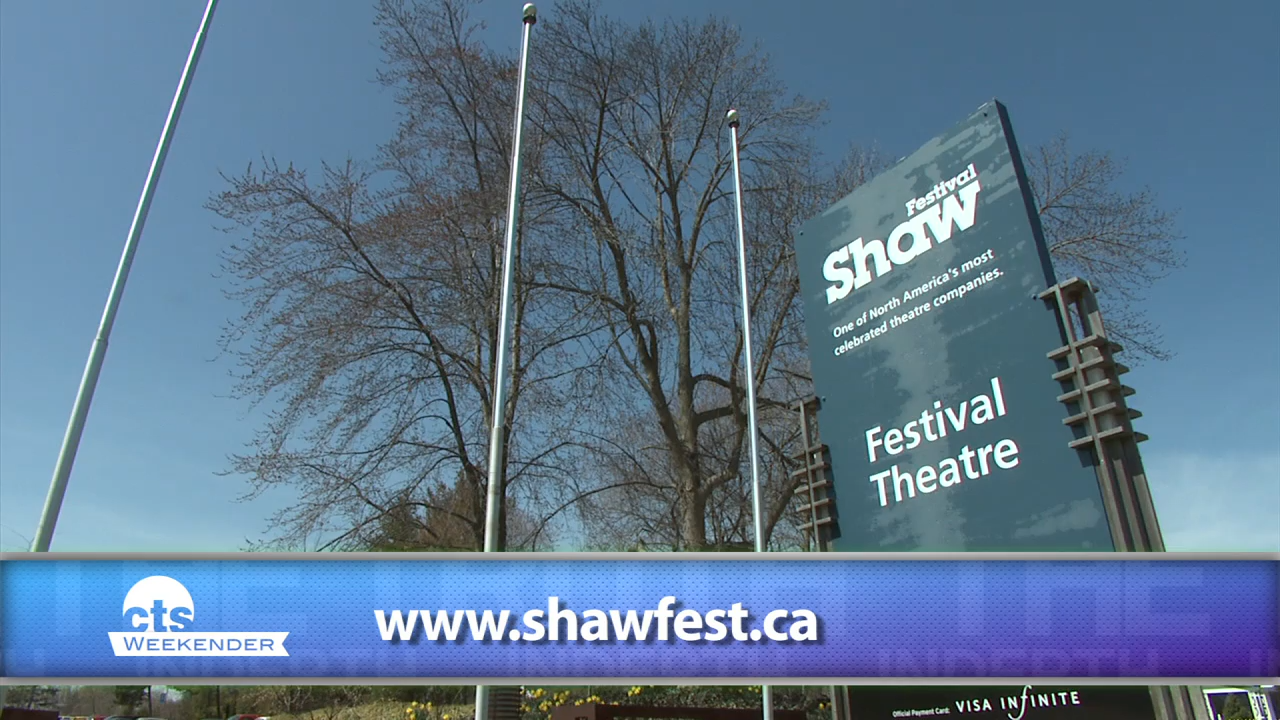 Festival
Shaw
One of North America's most
celebrated theatre companies.
Festival
Theatre
cts
WEEKENDER
www.shawfest.ca
Official Payment Card: VISA INfINITE